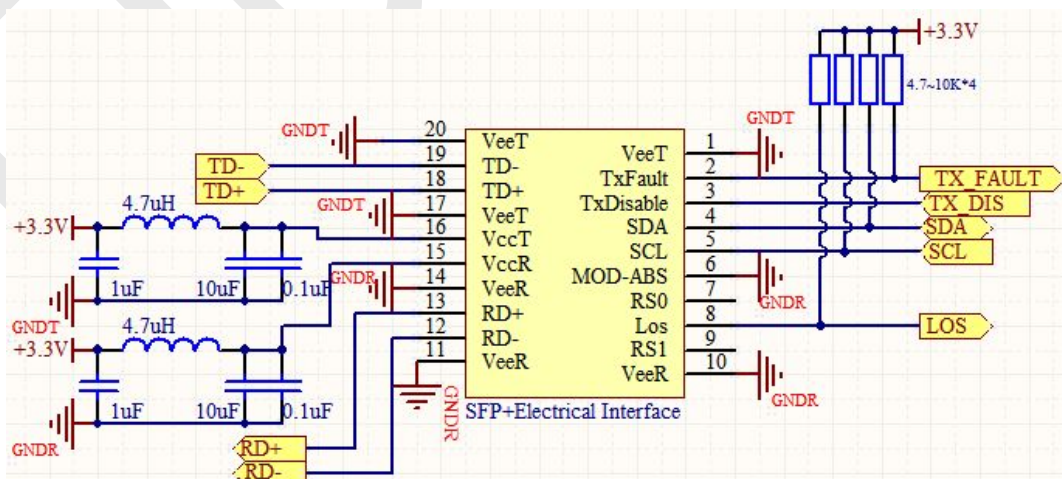 +3.3V
4.7~10K*4
GNDT
20
VeeT
VeeT
1
GNDT
TD-
19
TD-
TxFault
2
TX_FAULT
TD+
18
TD+
TxDisable
3
TX_DIS
GNDT
17
VeeT
SDA
4
SDA
+3.3V
4.7uH
16
VccT
SCL
5
SCL
15
VccR
MOD-ABS
6
GNDR
1uF
10uF
0.1uF
GNDR
14
VeeR
RS0
7
GNDT
13
RD+
Los
8
LOS
+3.3V
4.7uH
12
RD-
RS1
9
11
VeeR
VeeR
10
GNDR
1uF
10uF
0.1uF
GNDR
SFP+Electrical Interface
GNDR
RD+
RD-